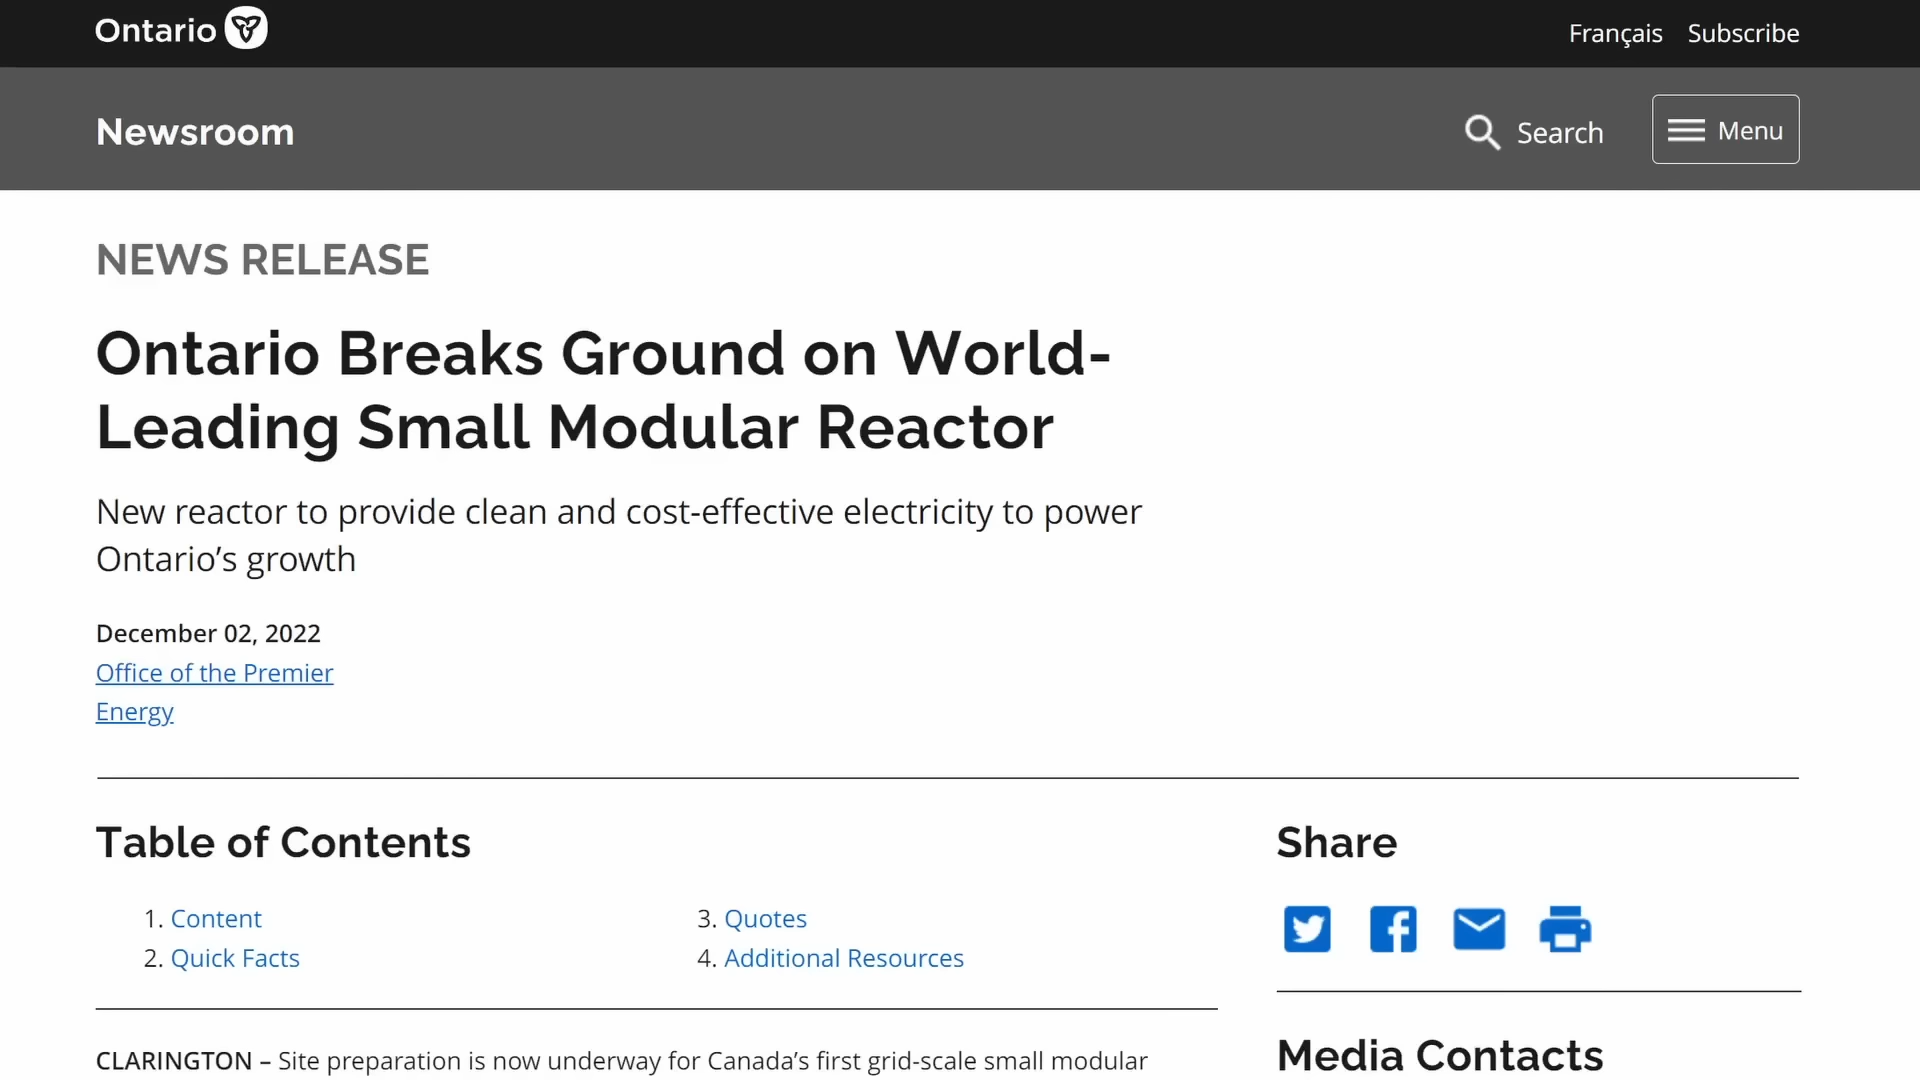 Ontario
Français Subscribe
Newsroom
Search
Menu
NEWS RELEASE
Ontario Breaks Ground on World-
Leading Small Modular Reactor
New reactor to provide clean and cost-effective electricity to power
Ontario’s growth
December 02, 2022
Office of the Premier
Energy
Table of Contents
1. Content
2. Quick Facts
3. Quotes
4. Additional Resources
CLARINGTON – Site preparation is now underway for Canada’s first grid-scale small modular
Share
Media Contacts